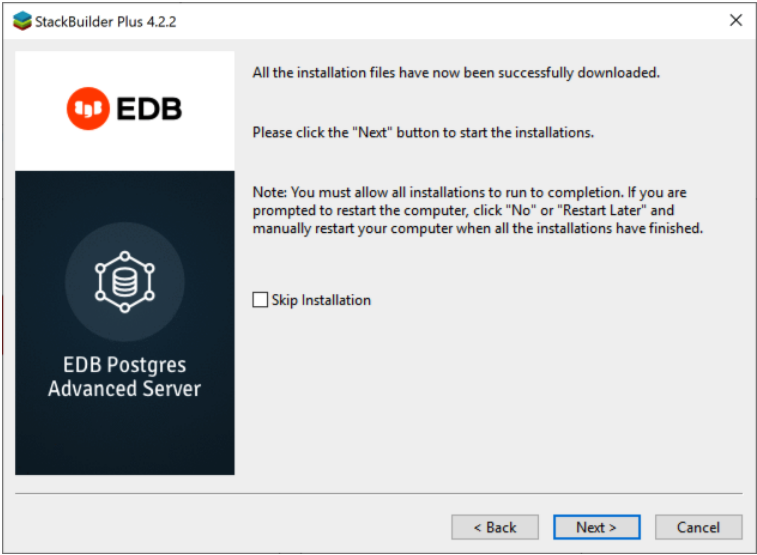 StackBuilder Plus 4.2.2
EDB
All the installation files have now been successfully downloaded.
Please click the "Next" button to start the installations.
Note: You must allow all installations to run to completion. If you are
prompted to restart the computer, click "No" or "Restart Later" and
manually restart your computer when all the installations have finished.
Skip Installation
EDB Postgres
Advanced Server
< Back
Next >
Cancel